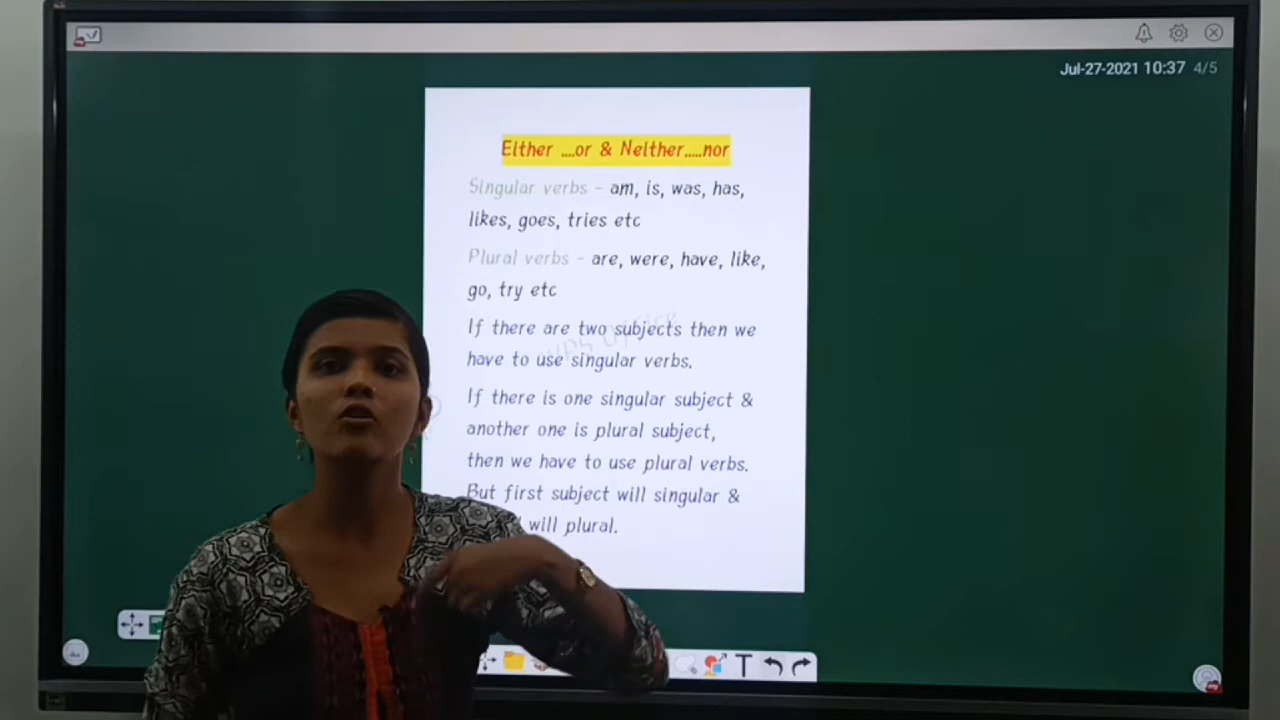 Jul-27-2021 10:37 4/5
Either ....or & Neither.....nor
Singular verbs - am, is, was, has,
likes, goes, tries etc
Plural verbs - are, were, have, like,
go, try etc
If there are two subjects then we
have to use singular verbs.
If there is one singular subject &
another one is plural subject,
then we have to use plural verbs.
But first subject will singular &
will plural.
T